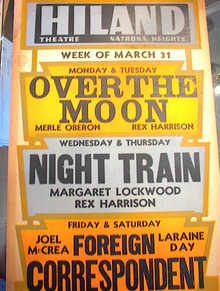 HILAND
THEATRE NATRONA HEIGHTS
WEEK OF MARCH 31
MONDAY & TUESDAY
OVER THE
MOON
MERLE OBERON REX HARRISON
WEDNESDAY & THURSDAY
NIGHT TRAIN
MARGARET LOCKWOOD
REX HARRISON
FRIDAY & SATURDAY
JOEL McCREA FOREIGN LARAINE DAY
CORRESPONDENT